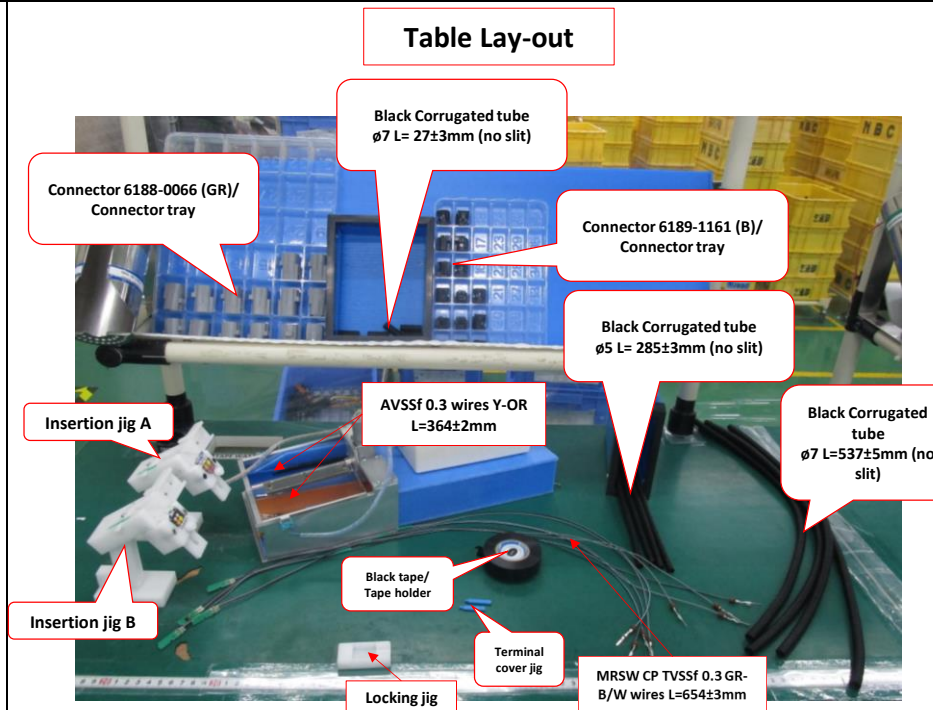 Table Lay-out
Black Corrugated tube
ø7 L= 27±3mm (no slit)
Connector 6188-0066 (GR)/
Connector tray
Connector 6189-1161 (B)/
Connector tray
Black Corrugated tube
ø5 L= 285±3mm (no slit)
AVSSf 0.3 wires Y-OR
L=364±2mm
Insertion jig A
Black Corrugated
tube
ø7 L=537±5mm (no
slit)
Black tape/
Tape holder
Insertion jig B
Terminal
cover jig
Locking jig
MRSW CP TVSSf 0.3 GR-
B/W wires L=654±3mm
NBC
17
23